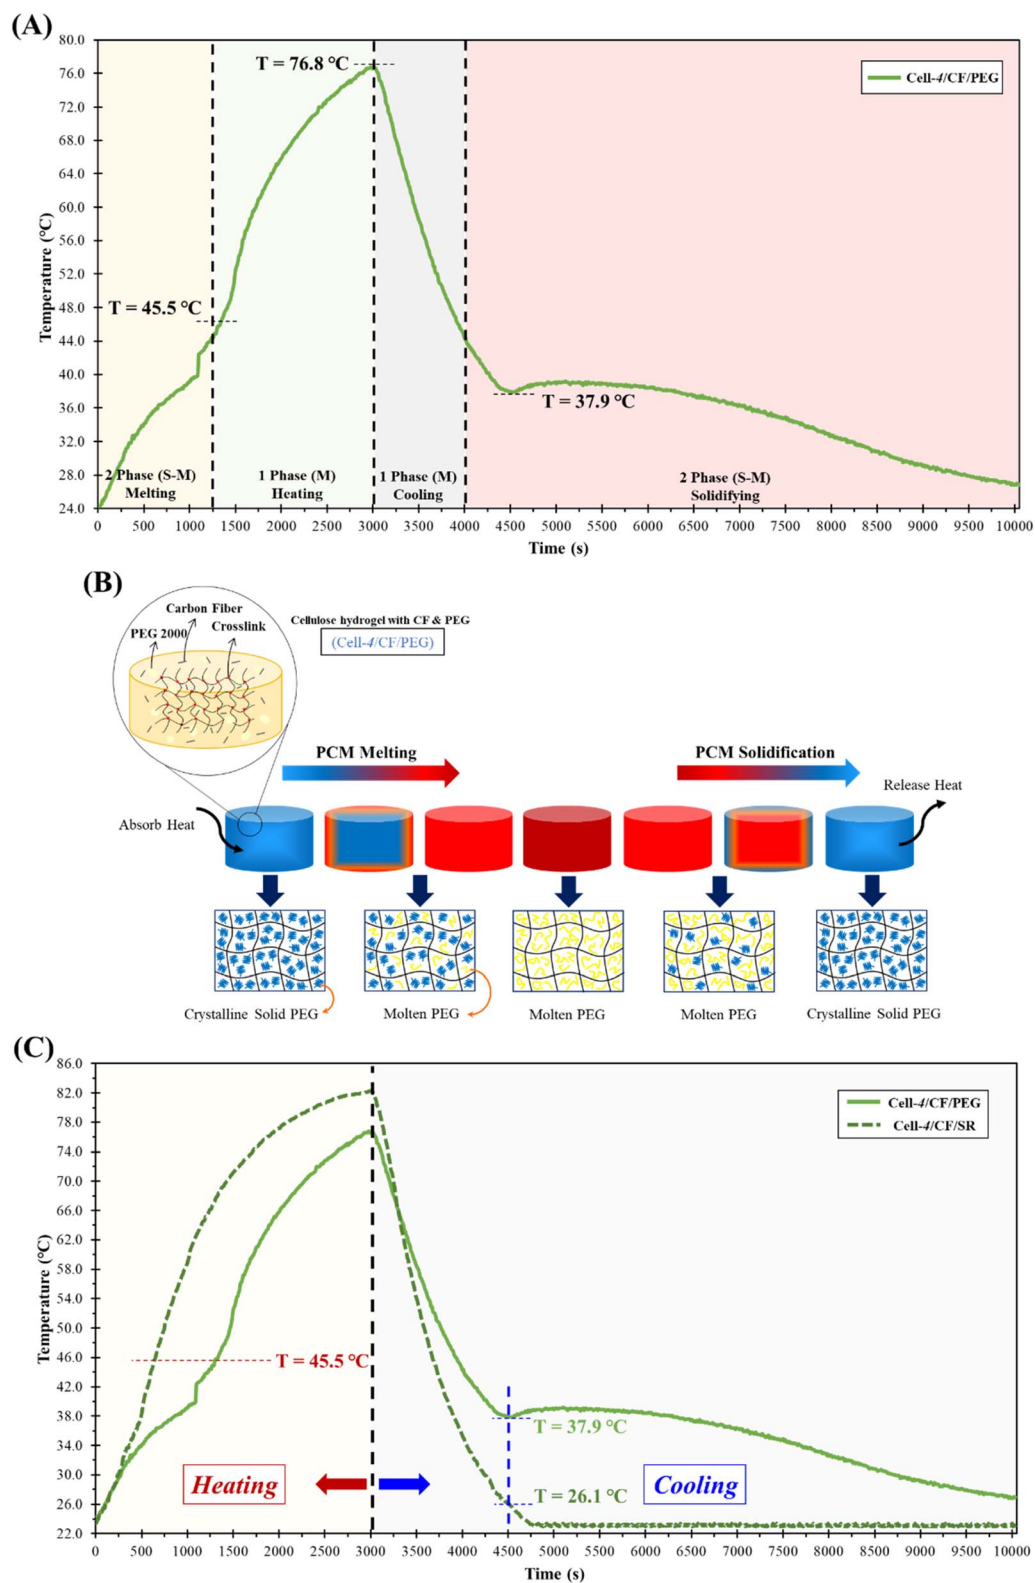 (A)
80.0
76.0
72.0
68.0
64.0
60.0
56.0
52.0
48.0
44.0
40.0
36.0
32.0
28.0
24.0
Temperature (°C)
T = 76.8 °C
Cell-4/CF/PEG
T = 45.5 °C
T = 37.9 °C
2 Phase (S-M)
Melting
1 Phase (M)
Heating
1 Phase (M)
Cooling
2 Phase (S-M)
Solidifying
0 500 1000 1500 2000 2500 3000 3500 4000 4500 5000 5500 6000 6500 7000 7500 8000 8500 9000 9500 10000
Time (s)
(B)
Carbon Fiber
PEG 2000
Crosslink
Cellulose hydrogel with CF & PEG
(Cell-4/CF/PEG)
PCM Melting
PCM Solidification
Absorb Heat
Release Heat
Crystalline Solid PEG
Molten PEG
Molten PEG
Molten PEG
Crystalline Solid PEG
(C)
86.0
82.0
78.0
74.0
70.0
66.0
62.0
58.0
54.0
50.0
46.0
42.0
38.0
34.0
30.0
26.0
22.0
Temperature (°C)
Cell-4/CF/PEG
Cell-4/CF/SR
T = 45.5 °C
T = 37.9 °C
T = 26.1 °C
Heating
Cooling
0 500 1000 1500 2000 2500 3000 3500 4000 4500 5000 5500 6000 6500 7000 7500 8000 8500 9000 9500 10000
Time (s)